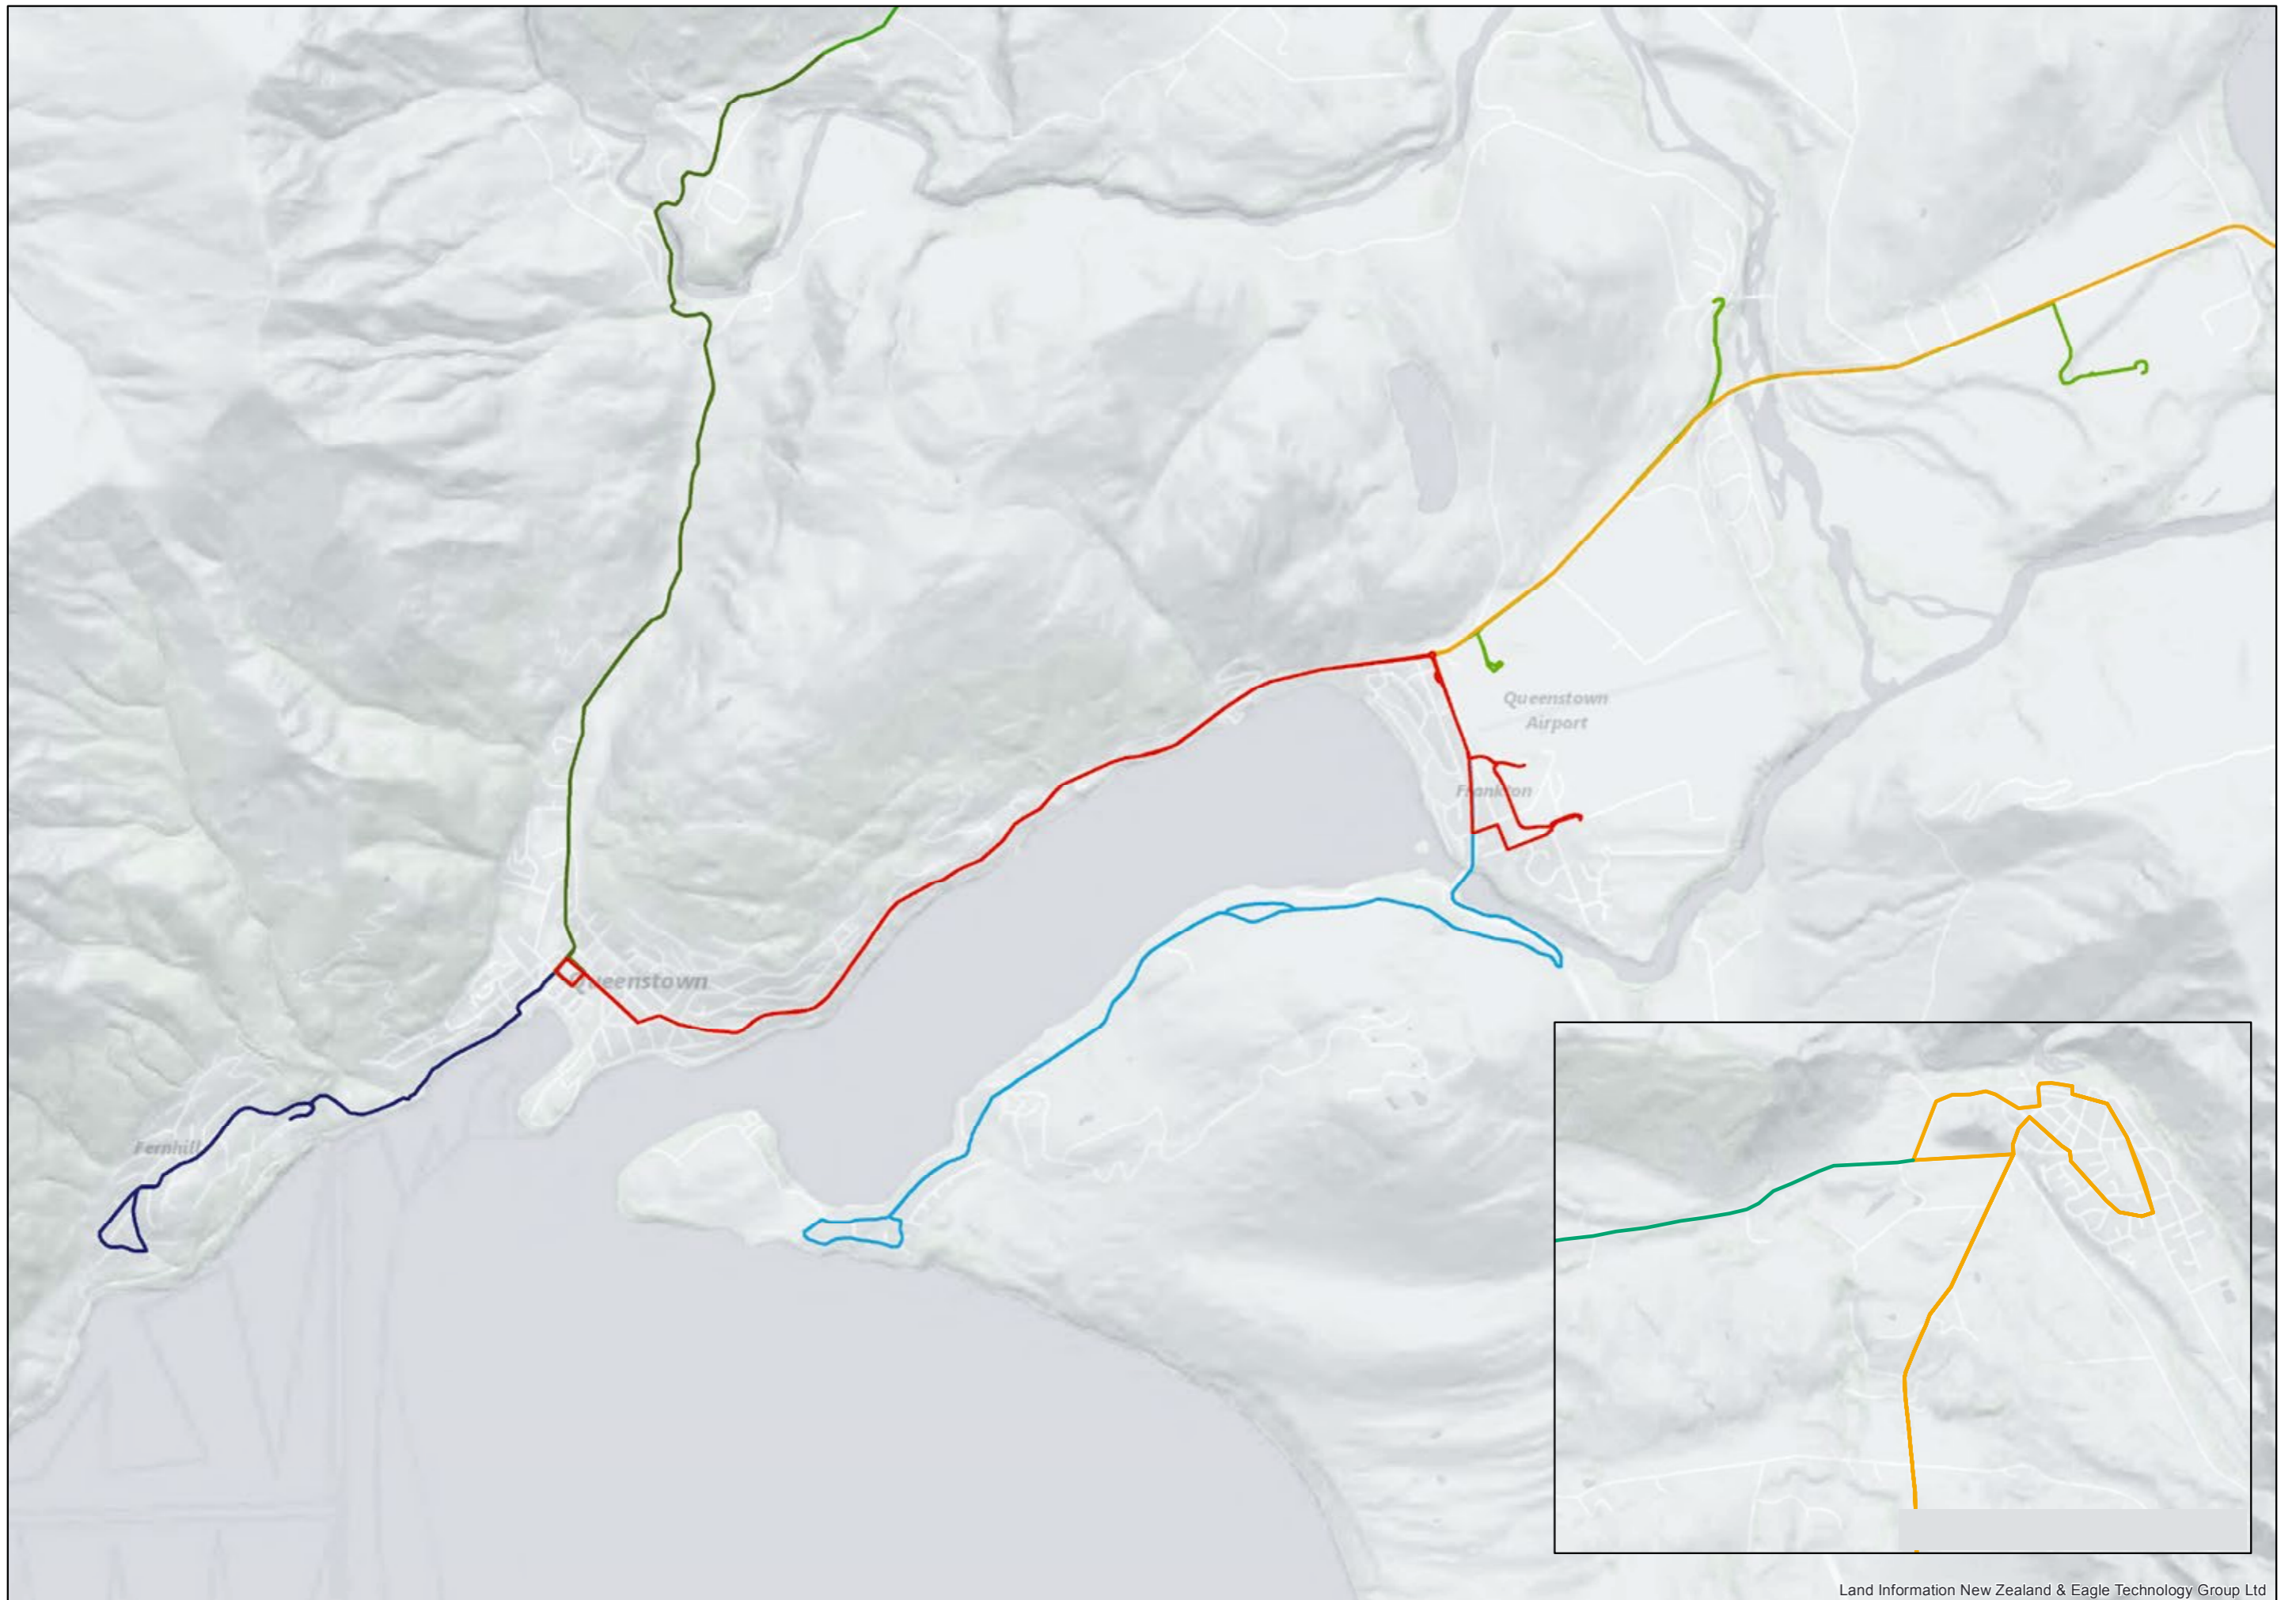 Queenstown
Airport
Frankton
Queenstown
Fernhill
Land Information New Zealand & Eagle Technology Group Ltd